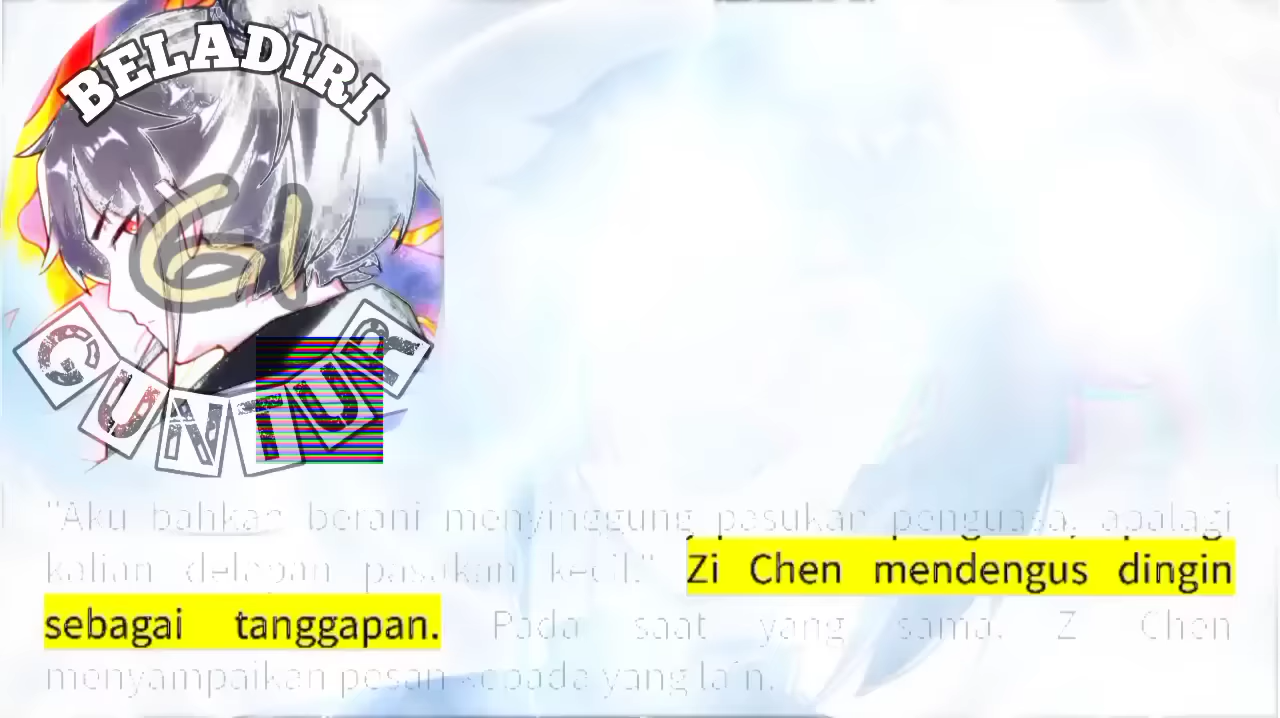 BELADIRI
GI
GUNTUR
"Aku bahkan berani menyinggung pasukan penguasa, apalagi
kalian delapan pasukan kecil." Zi Chen mendengus dingin
sebagai tanggapan. Pada saat yang sama, Z Chen
menyampaikan pesan kepada yang lain.